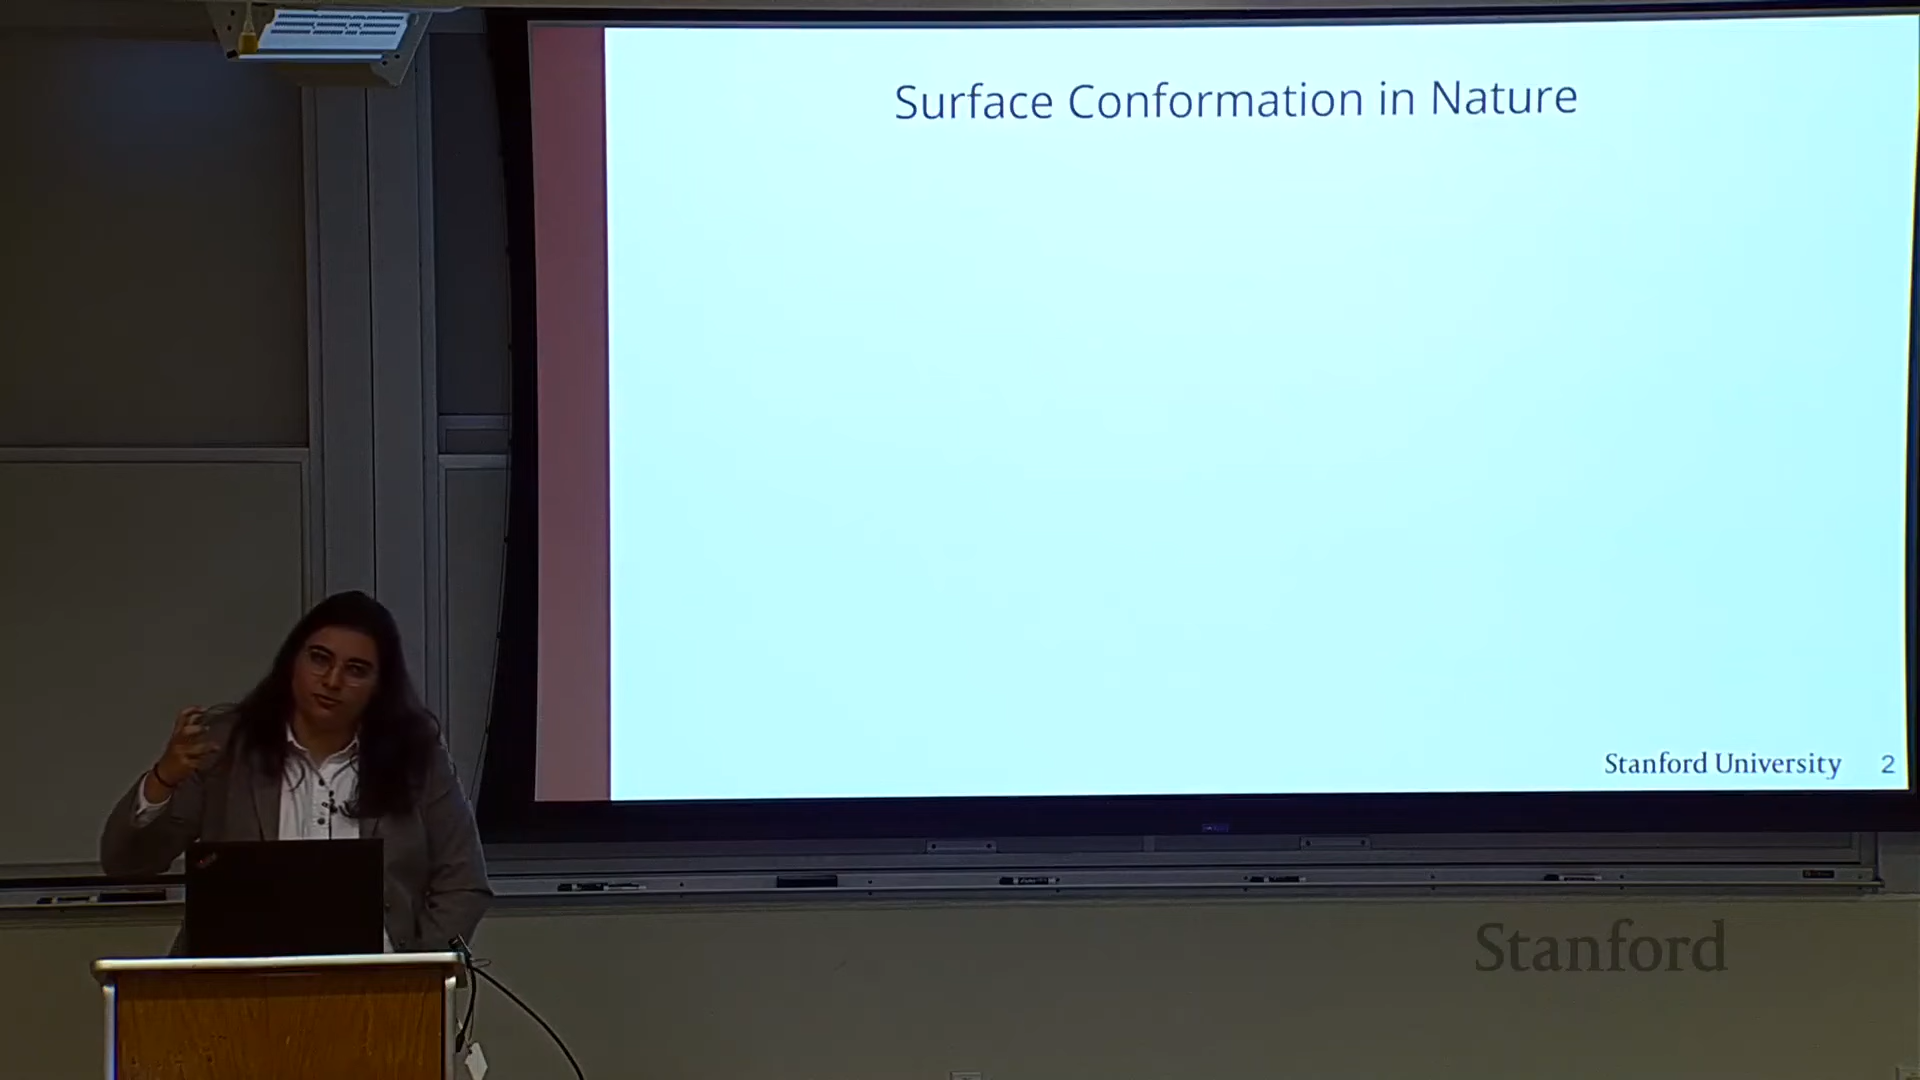 Surface Conformation in Nature
Stanford University 2
Stanford